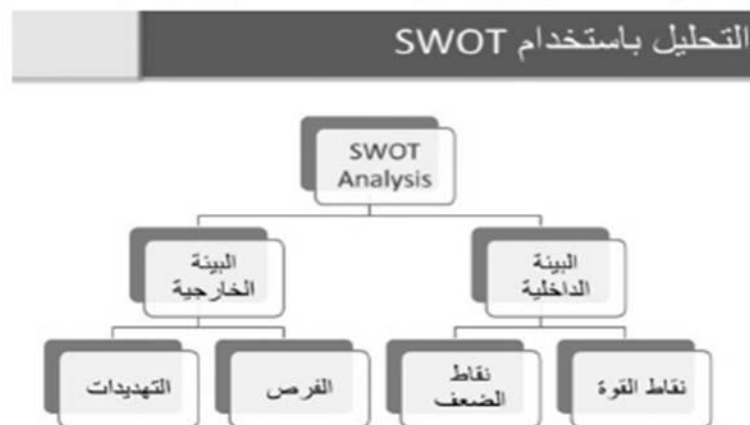 التحليل باستخدام SWOT
SWOT
Analysis
البيئة
الداخلية
البيئة
الخارجية
نقاط القوة
نقاط
الضعف
الفرص
التهديدات